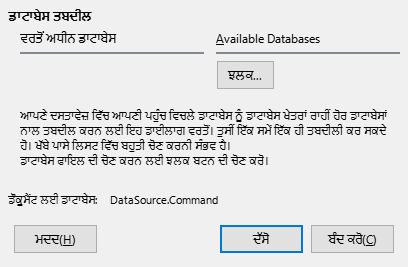 ਡਾਟਾਬੇਸ ਤਬਦੀਲ
ਵਰਤੋਂ ਅਧੀਨ ਡਾਟਾਬੇਸ Available Databases
ਝਲਕ...
ਆਪਣੇ ਦਸਤਾਵੇਜ਼ ਵਿੱਚ ਆਪਣੀ ਪਹੁੰਚ ਵਿਚਲੇ ਡਾਟਾਬੇਸ ਨੂੰ ਡਾਟਾਬੇਸ ਖੇਤਰਾਂ ਰਾਹੀਂ ਹੋਰ ਡਾਟਾਬੇਸਾਂ
ਨਾਲ ਤਬਦੀਲ ਕਰਨ ਲਈ ਇਹ ਡਾਈਲਾਗ ਵਰਤੋਂ। ਤੁਸੀਂ ਇੱਕ ਸਮੇਂ ਇੱਕ ਹੀ ਤਬਦੀਲੀ ਕਰ ਸਕਦੇ
ਹੋ। ਖੱਬੇ ਪਾਸੇ ਲਿਸਟ ਵਿੱਚ ਬਹੁਤੀ ਚੋਣ ਕਰਨੀ ਸੰਭਵ ਹੈ।
ਡਾਟਾਬੇਸ ਫਾਇਲ ਦੀ ਚੋਣ ਕਰਨ ਲਈ ਝਲਕ ਬਟਨ ਦੀ ਚੋਣ ਕਰੋ।
ਡੌਕੂਮੈਂਟ ਲਈ ਡਾਟਾਬੇਸ: DataSource.Command
ਮਦਦ(H) ਦੱਸੋ ਬੰਦ ਕਰੋ(C)